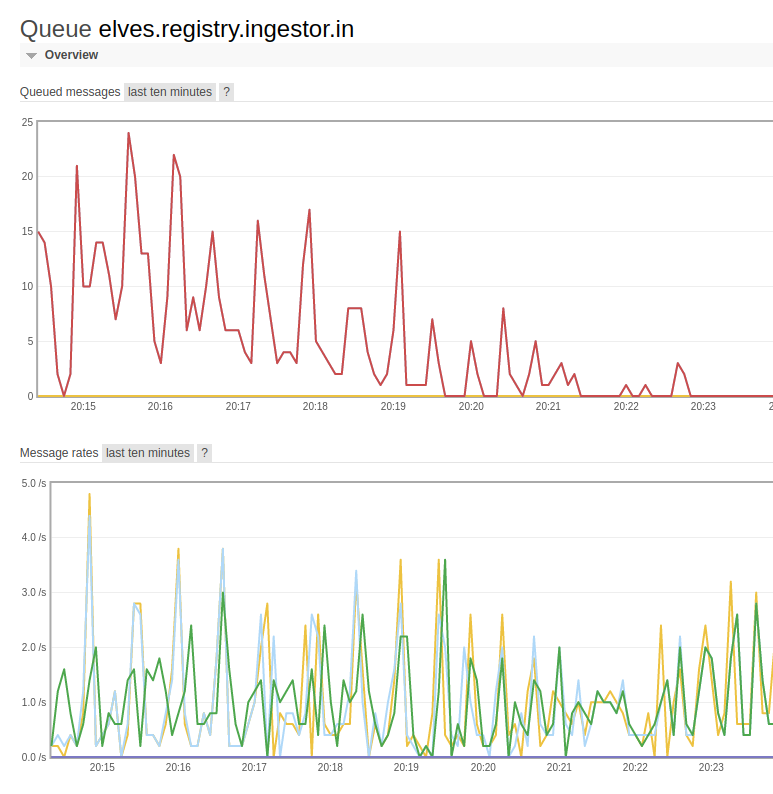 Queue elves.registry.ingestor.in
Overview
Queued messages last ten minutes ?
25
20
15
10
5
0
20:15 20:16 20:17 20:18 20:19 20:20 20:21 20:22 20:23 2
Message rates last ten minutes ?
5.0 /s
4.0 /s
3.0 /s
2.0 /s
1.0 /s
0.0 /s
20:15 20:16 20:17 20:18 20:19 20:20 20:21 20:22 20:23